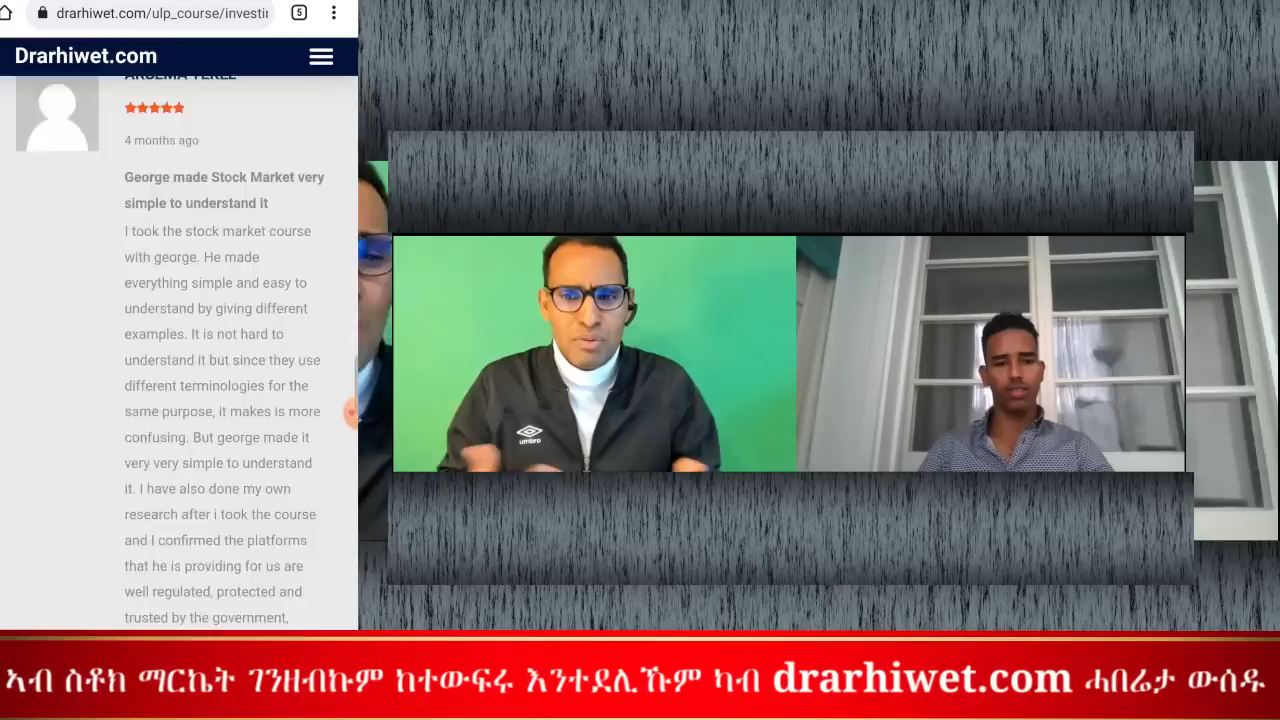 drarhiwet.com/ulp_course/investi
5
Drarhiwet.com
4 months ago
George made Stock Market very
simple to understand it
I took the stock market course
with george. He made
everything simple and easy to
understand by giving different
examples. It is not hard to
understand it but since they use
different terminologies for the
same purpose, it makes is more
confusing. But george made it
very very simple to understand
it. I have also done my own
research after i took the course
and I confirmed the platforms
that he is providing for us are
well regulated, protected and
trusted by the government,
umbro
ኣብ ስቶክ ማርኬት ገንዘብኩም ከተውፍሩ እንተደሊኹም ካብ drarhiwet.com ሓበሬታ ውሰዱ